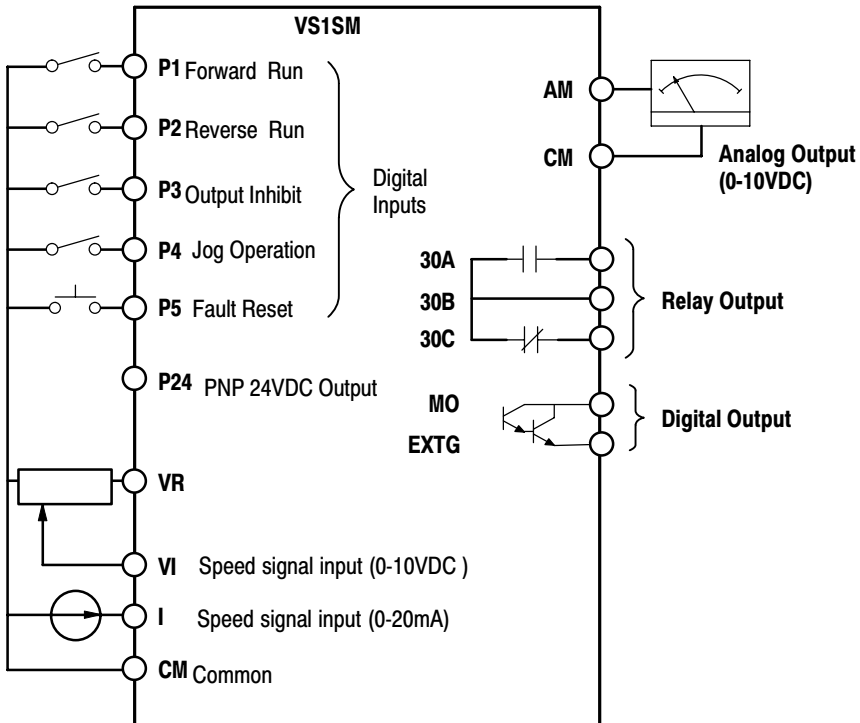 VS1SM
P1 Forward Run
P2 Reverse Run
P3 Output Inhibit
P4 Jog Operation
P5 Fault Reset
Digital
Inputs
P24 PNP 24VDC Output
VR
VI Speed signal input (0-10VDC )
I Speed signal input (0-20mA)
CM Common
AM
CM
Analog Output
(0-10VDC)
30A
30B
30C
Relay Output
MO
EXTG
Digital Output